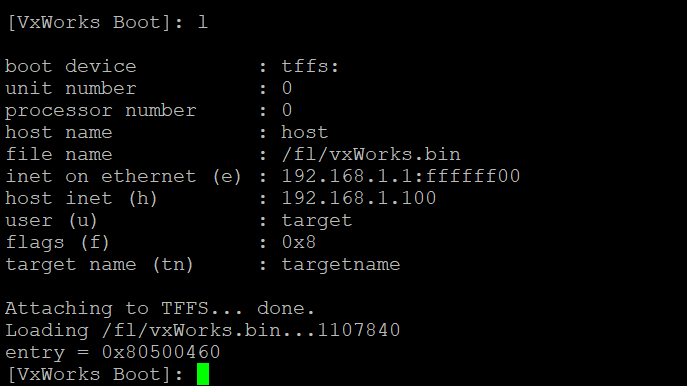 [VxWorks Boot]: l
boot device          : tffs:
unit number          : 0
processor number     : 0
host name            : host
file name            : /fl/vxWorks.bin
inet on ethernet (e) : 192.168.1.1:ffffff00
host inet (h)        : 192.168.1.100
user (u)             : target
flags (f)            : 0x8
target name (tn)     : targetname
Attaching to TFFS... done.
Loading /fl/vxWorks.bin...1107840
entry = 0x80500460
[VxWorks Boot]: